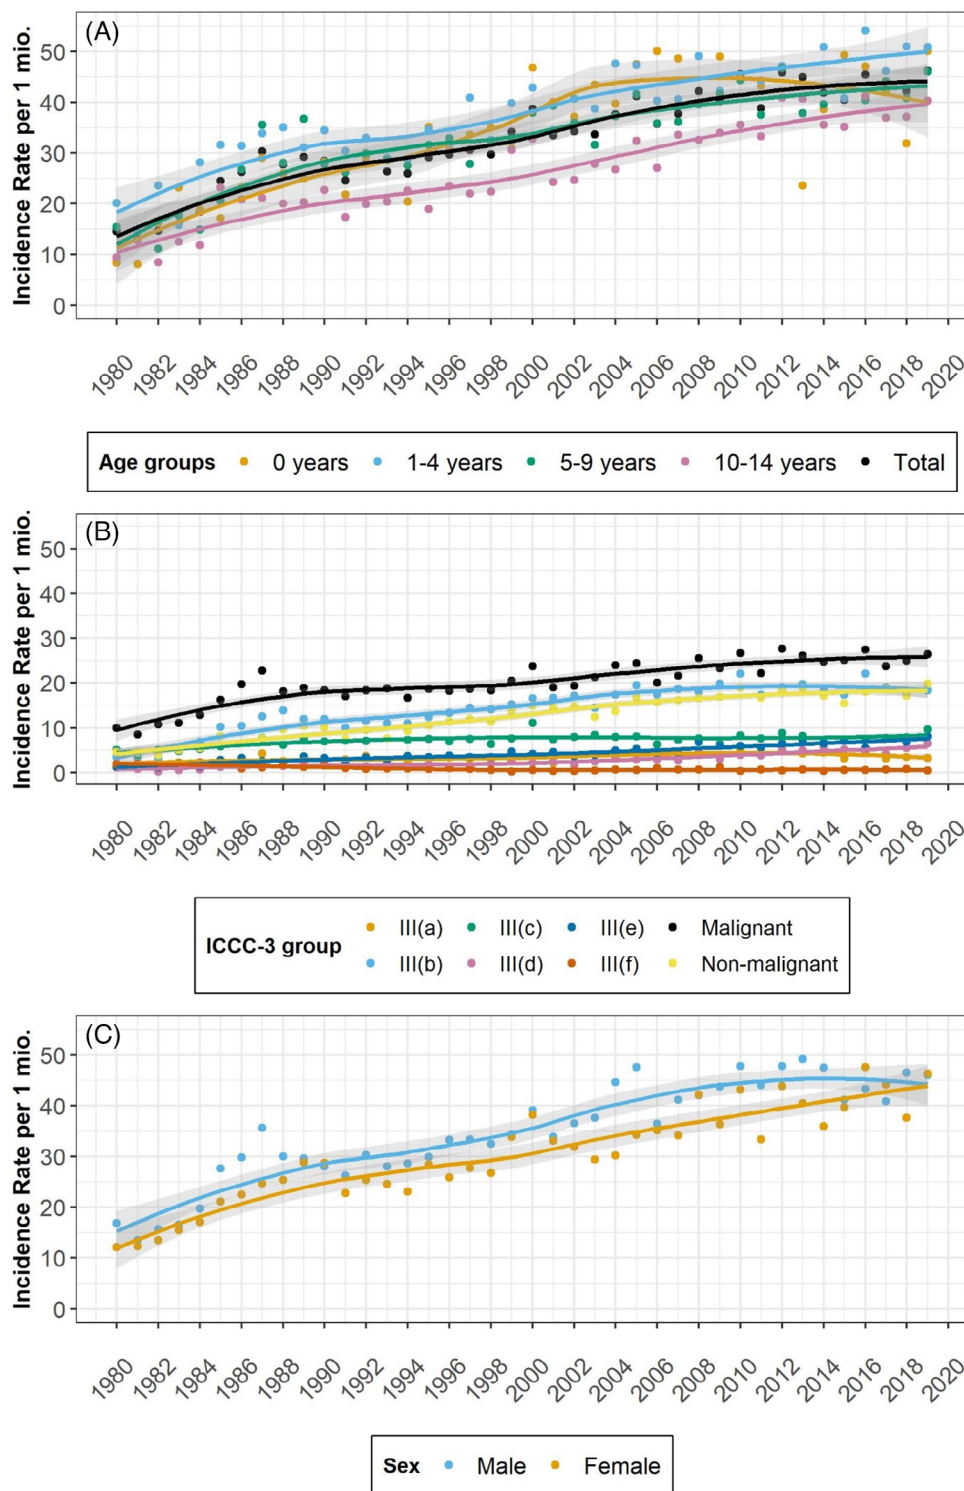 (A)
Incidence Rate per 1 mio.
50
40
30
20
10
0
1980 1982 1984 1986 1988 1990 1992 1994 1996 1998 2000 2002 2004 2006 2008 2010 2012 2014 2016 2018 2020
Age groups 0 years 1-4 years 5-9 years 10-14 years Total
(B)
Incidence Rate per 1 mio.
50
40
30
20
10
0
1980 1982 1984 1986 1988 1990 1992 1994 1996 1998 2000 2002 2004 2006 2008 2010 2012 2014 2016 2018 2020
ICCC-3 group
III(a) III(c) III(e) Malignant
III(b) III(d) III(f) Non-malignant
(C)
Incidence Rate per 1 mio.
50
40
30
20
10
0
1980 1982 1984 1986 1988 1990 1992 1994 1996 1998 2000 2002 2004 2006 2008 2010 2012 2014 2016 2018 2020
Sex Male Female